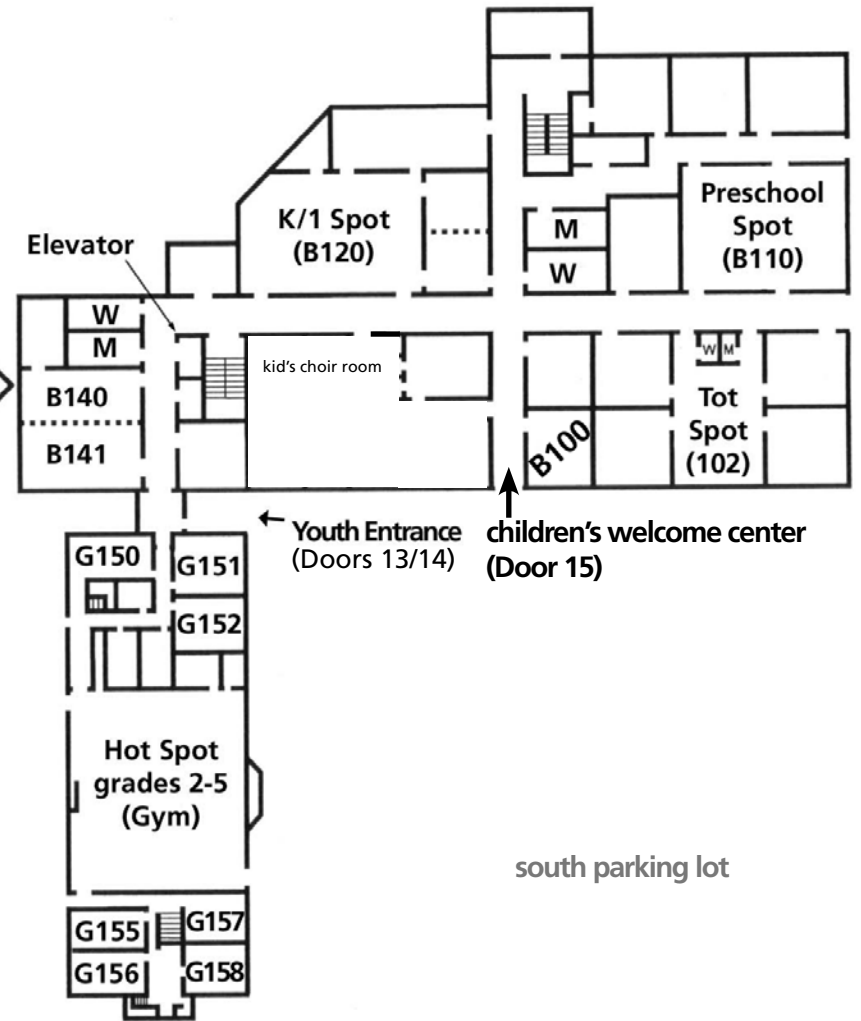 K/1 Spot
(B120)
Preschool
Spot
(B110)
M
W
Elevator
W
M
B140
B141
kid's choir room
W M
Tot
Spot
(102)
B100
Youth Entrance
(Doors 13/14)
children's welcome center
(Door 15)
G150
G151
G152
Hot Spot
grades 2-5
(Gym)
south parking lot
G155
G157
G156
G158